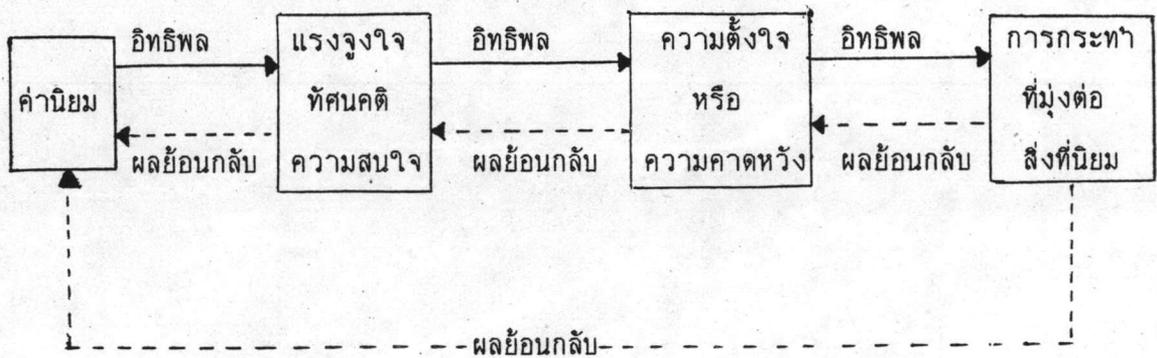 ค่านิยม
อิทธิพล
ผลย้อนกลับ
แรงจูงใจ
ทัศนคติ
ความสนใจ
อิทธิพล
ผลย้อนกลับ
ความตั้งใจ
หรือ
ความคาดหวัง
อิทธิพล
ผลย้อนกลับ
การกระทำ
ที่มุ่งต่อ
สิ่งที่นิยม
ผลย้อนกลับ